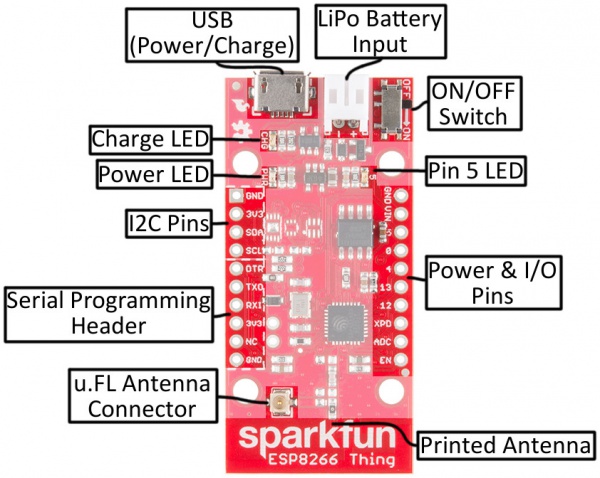 USB
(Power/Charge)
LiPo Battery
Input
OFF
ON
ON/OFF
Switch
Charge LED
CHG
- +
Power LED
PWR
5
Pin 5 LED
I2C Pins
GND
3V3
SDA
SCL
GND
VIN
5
0
Serial Programming
Header
DTR
TXO
RXI
3V3
NC
GND
4
13
12
XPD
ADC
EN
Power & I/O
Pins
u.FL Antenna
Connector
sparkfun
ESP8266 Thing
Printed Antenna